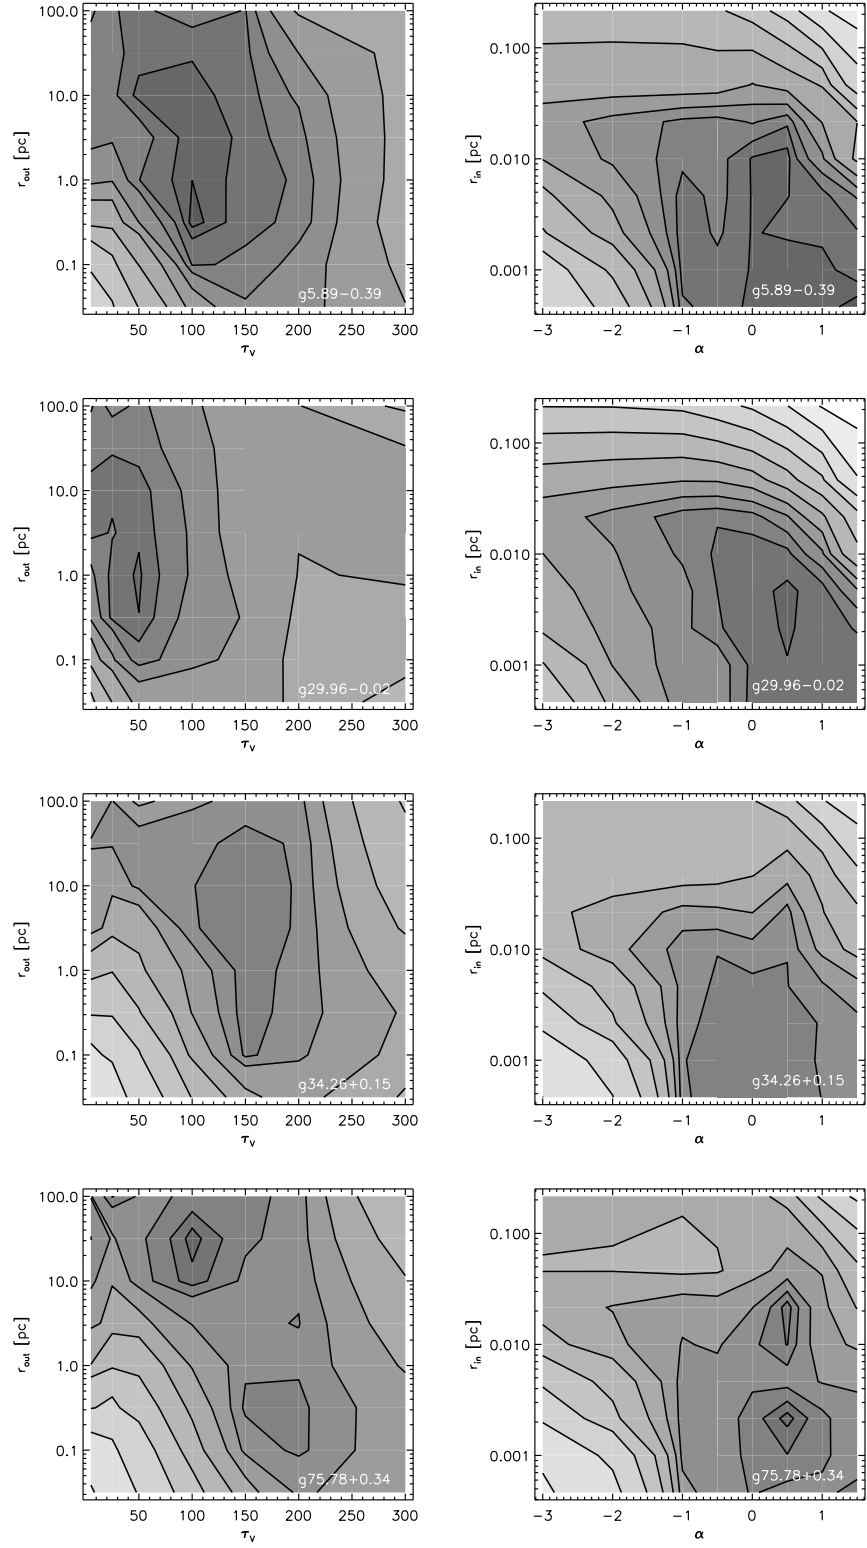 100.0
10.0
1.0
0.1
r_out [pc]
g5.89−0.39
50 100 150 200 250 300
τ_V
0.100
0.010
0.001
r_in [pc]
g5.89−0.39
−3 −2 −1 0 1
α
100.0
10.0
1.0
0.1
r_out [pc]
g29.96−0.02
50 100 150 200 250 300
τ_V
0.100
0.010
0.001
r_in [pc]
g29.96−0.02
−3 −2 −1 0 1
α
100.0
10.0
1.0
0.1
r_out [pc]
g34.26+0.15
50 100 150 200 250 300
τ_V
0.100
0.010
0.001
r_in [pc]
g34.26+0.15
−3 −2 −1 0 1
α
100.0
10.0
1.0
0.1
r_out [pc]
g75.78+0.34
50 100 150 200 250 300
τ_V
0.100
0.010
0.001
r_in [pc]
g75.78+0.34
−3 −2 −1 0 1
α